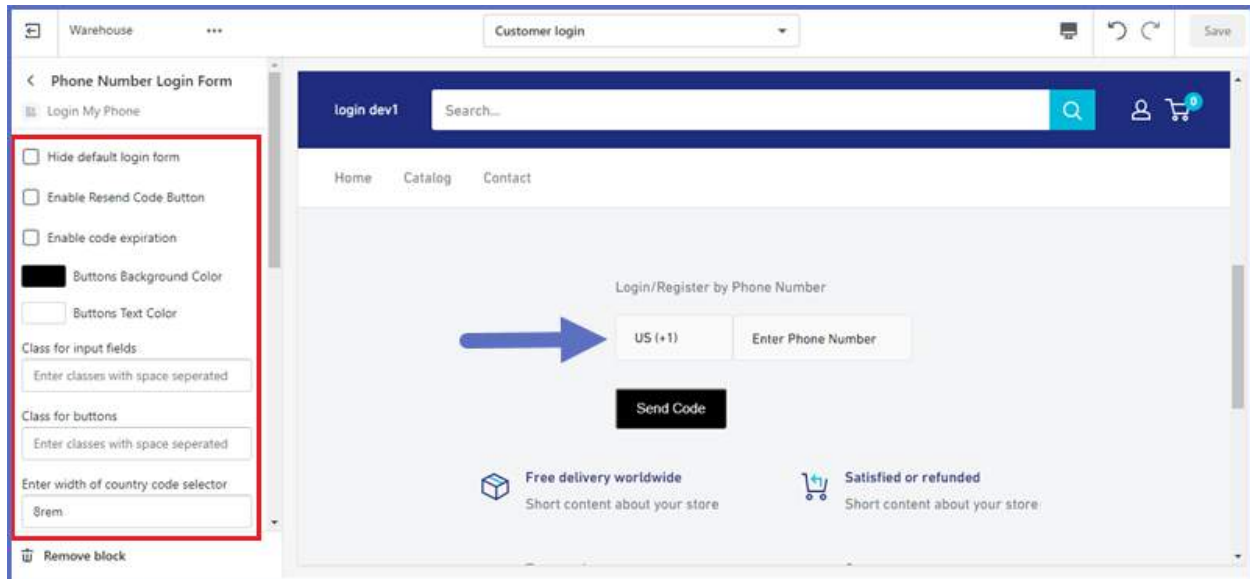 Warehouse
Customer login
Save
Phone Number Login Form
Login My Phone
Hide default login form
Enable Resend Code Button
Enable code expiration
Buttons Background Color
Buttons Text Color
Class for input fields
Enter classes with space seperated
Class for buttons
Enter classes with space seperated
Enter width of country code selector
8rem
Remove block
login dev1
Search...
0
Home Catalog Contact
Login/Register by Phone Number
US (+1) Enter Phone Number
Send Code
Free delivery worldwide
Short content about your store
Satisfied or refunded
Short content about your store